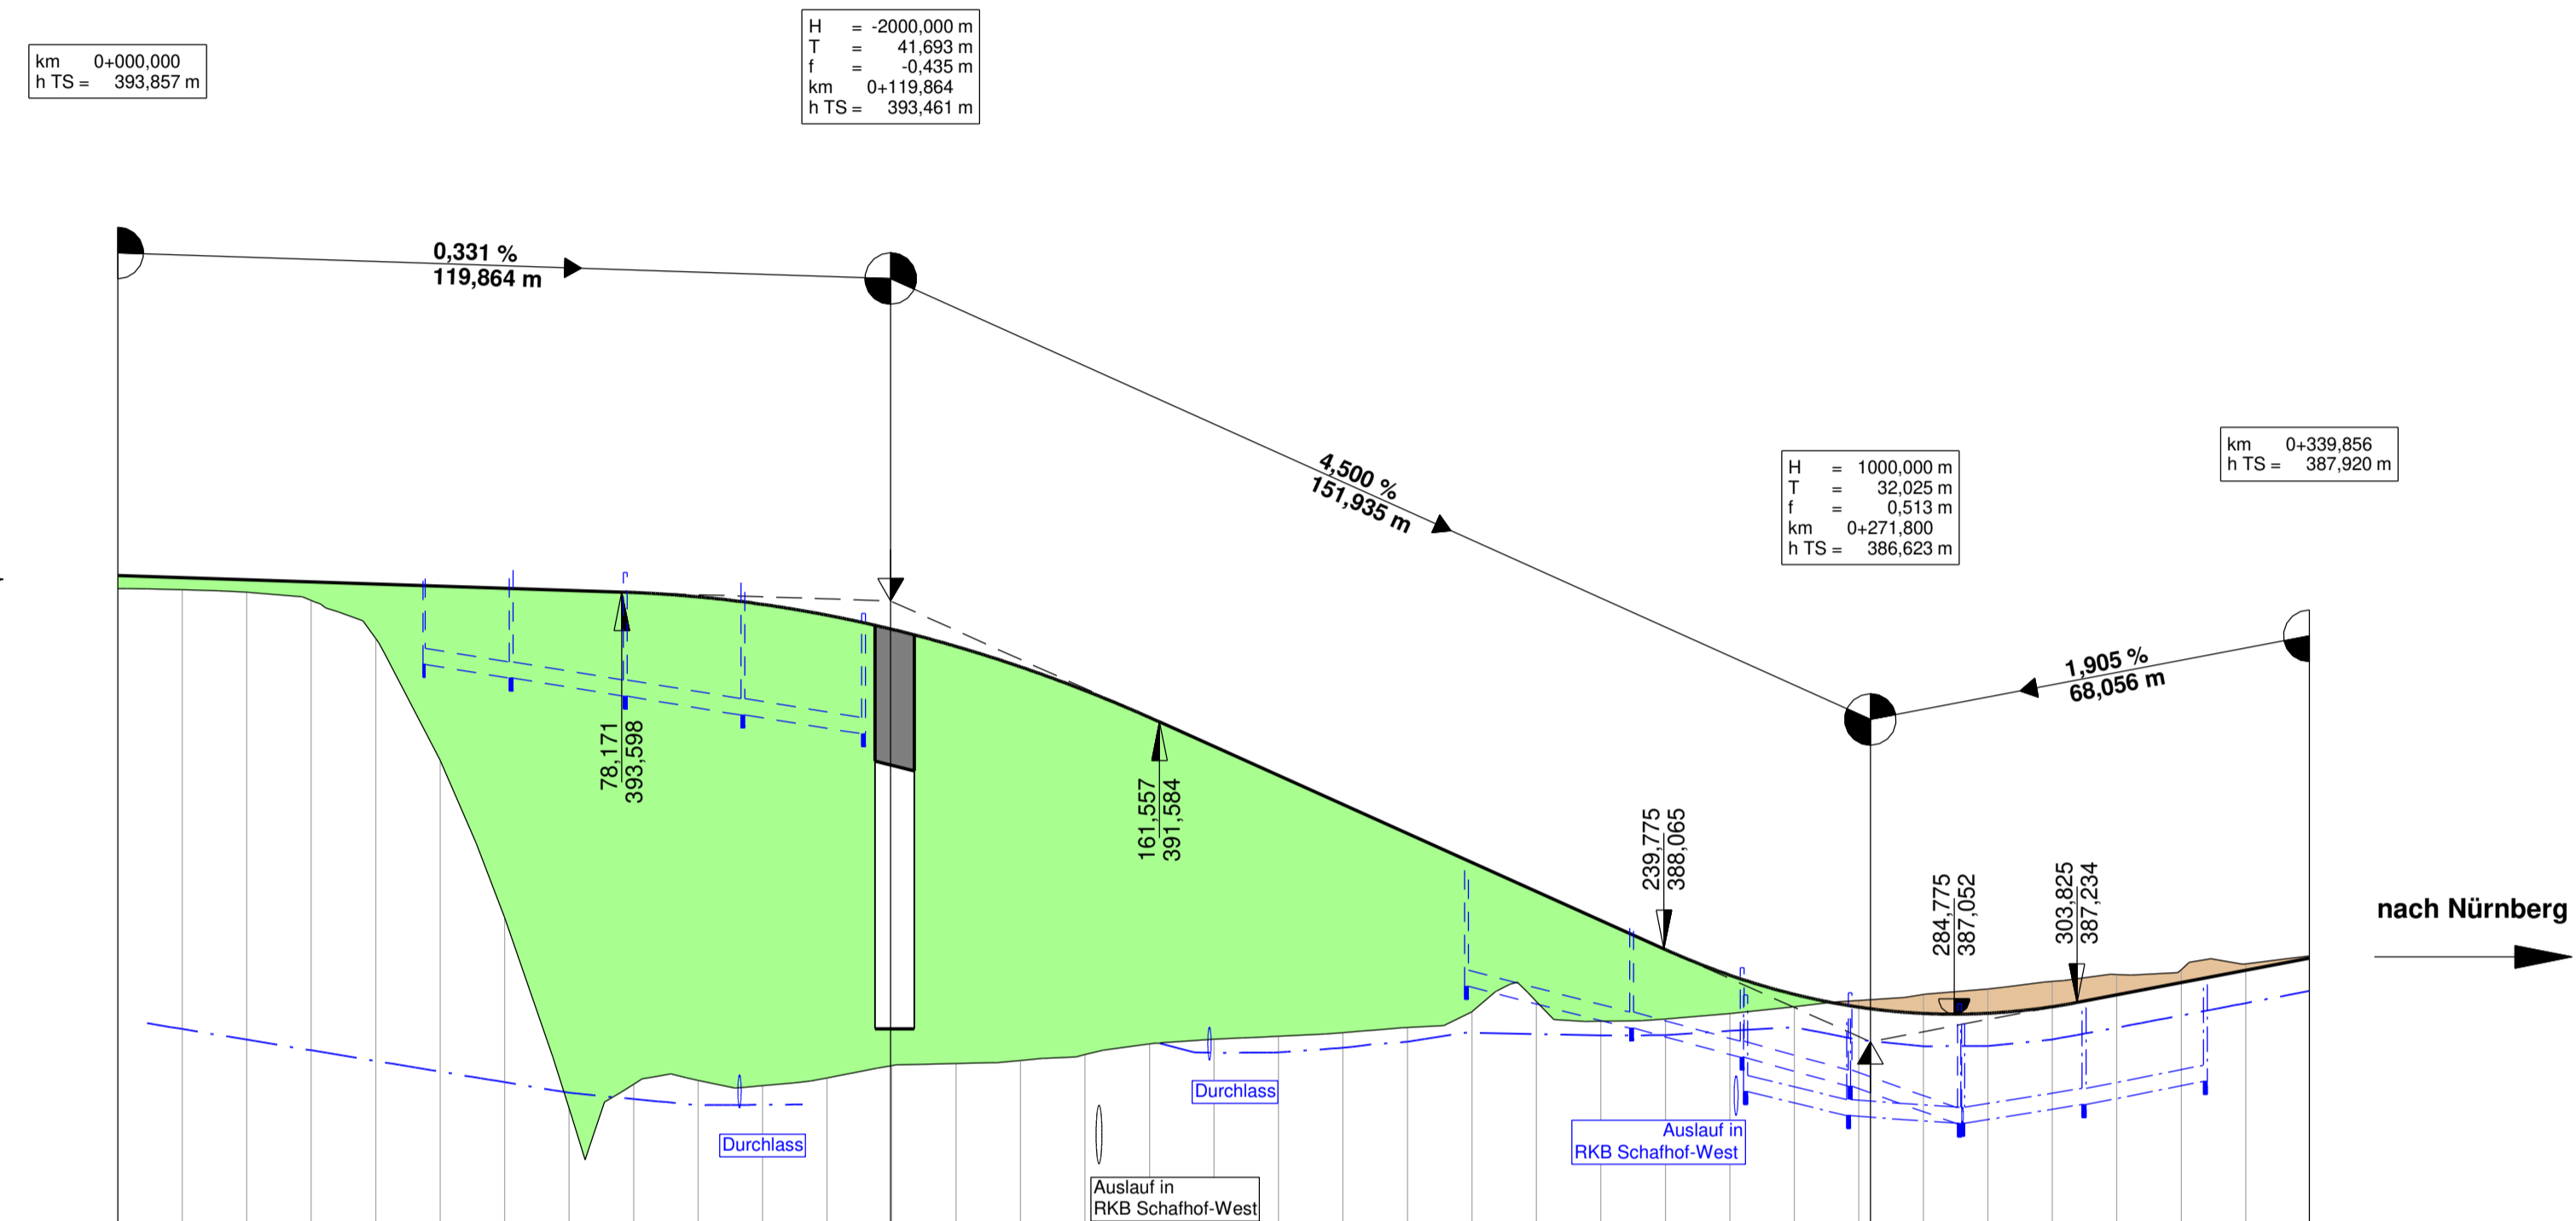 km 0+000,000
h TS = 393,857 m
H = -2000,000 m
T = 41,693 m
f = -0,435 m
km 0+119,864
h TS = 393,461 m
0,331 %
119,864 m
4,500 %
151,935 m
H = 1000,000 m
T = 32,025 m
f = 0,513 m
km 0+271,800
h TS = 386,623 m
km 0+339,856
h TS = 387,920 m
1,905 %
68,056 m
78,171
393,598
161,557
391,584
239,775
388,065
284,775
387,052
303,825
387,234
nach Nürnberg
Durchlass
Durchlass
Auslauf in
RKB Schafhof-West
Auslauf in
RKB Schafhof-West